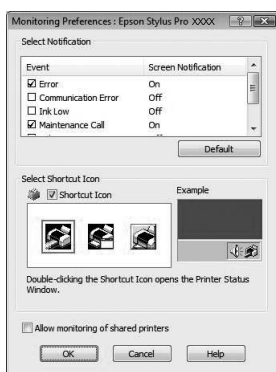 Monitoring Preferences : Epson Stylus Pro XXXX
Select Notification
Event Screen Notification
Error On
Communication Error Off
Ink Low Off
Maintenance Call On
Default
Select Shortcut Icon
Shortcut Icon
Example
Double-clicking the Shortcut Icon opens the Printer Status
Window.
Allow monitoring of shared printers
OK Cancel Help